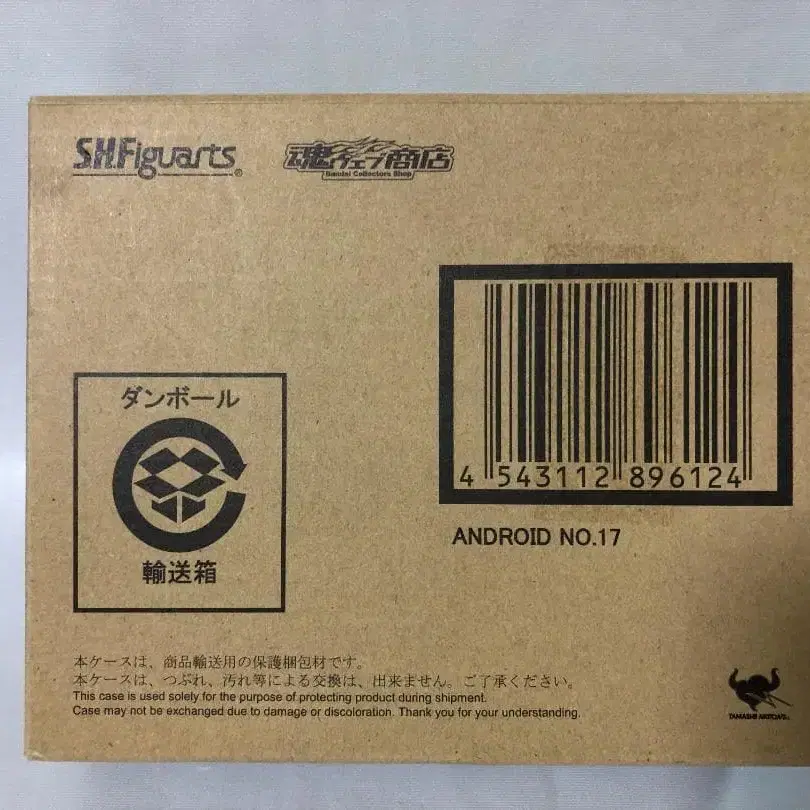 S.H.Figuarts®
魂ウェブ商店
Bandai Collectors Shop
4 543112 896124
ANDROID NO.17
ダンボール
輸送箱
本ケースは、商品輸送用の保護梱包材です。
本ケースは、つぶれ、汚れ等による交換は、出来ません。ご了承ください。
This case is used solely for the purpose of protecting product during shipment.
Case may not be exchanged due to damage or discoloration. Thank you for your understanding.
TAMASHII NATIONS